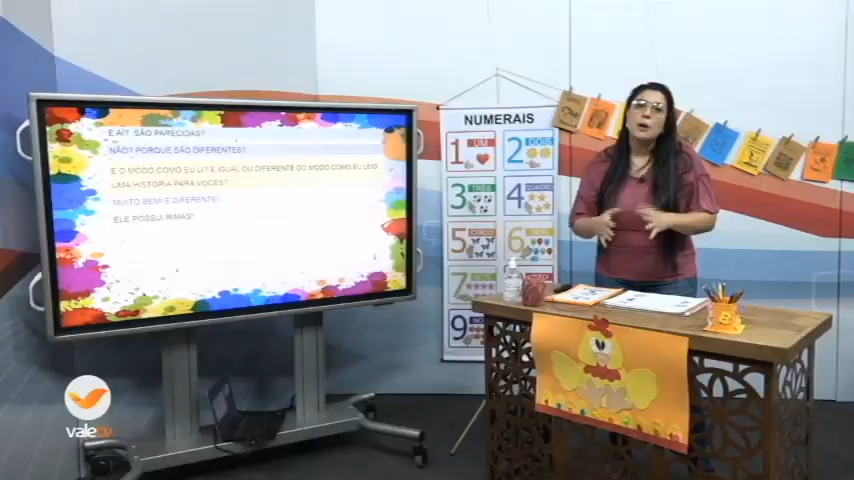 E AÍ? SÃO PARECIDAS?
NÃO? PORQUE SÃO DIFERENTES?
E O MODO COMO EU LI? É IGUAL OU DIFERENTE DO MODO COMO EU LEIO
UMA HISTÓRIA PARA VOCÊS?
MUITO BEM! É DIFERENTE!
ELE POSSUI RIMAS!
NUMERAIS
1 UM
2 DOIS
3 TRÊS
4 QUATRO
5 CINCO
6 SEIS
7 SETE
9
valetv